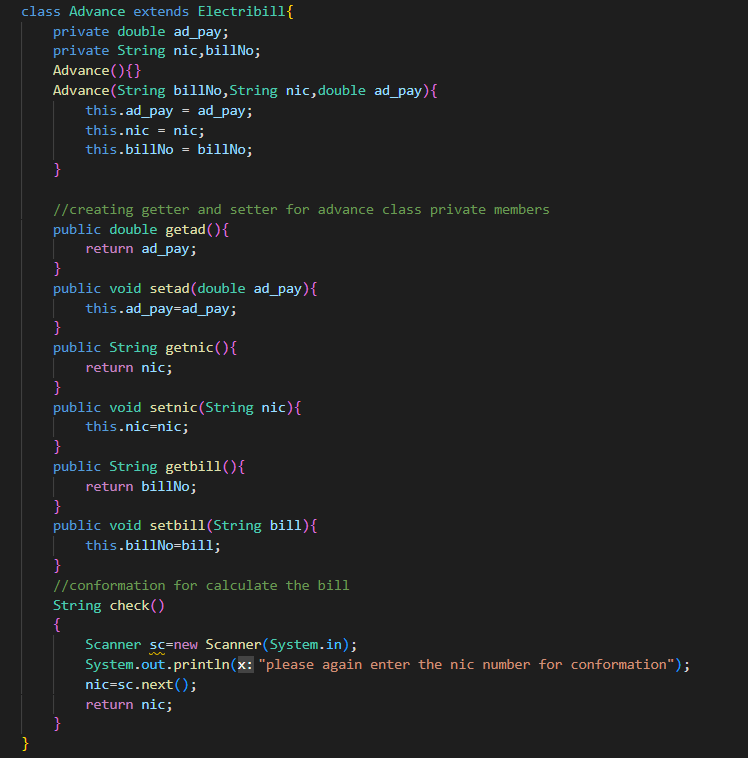 class Advance extends Electribill{
    private double ad_pay;
    private String nic,billNo;
    Advance(){}
    Advance(String billNo,String nic,double ad_pay){
        this.ad_pay = ad_pay;
        this.nic = nic;
        this.billNo = billNo;
    }

    //creating getter and setter for advance class private members
    public double getad(){
        return ad_pay;
    }
    public void setad(double ad_pay){
        this.ad_pay=ad_pay;
    }
    public String getnic(){
        return nic;
    }
    public void setnic(String nic){
        this.nic=nic;
    }
    public String getbill(){
        return billNo;
    }
    public void setbill(String bill){
        this.billNo=bill;
    }
    //conformation for calculate the bill
    String check()
    {
        Scanner sc=new Scanner(System.in);
        System.out.println(x: "please again enter the nic number for conformation");
        nic=sc.next();
        return nic;
    }
}